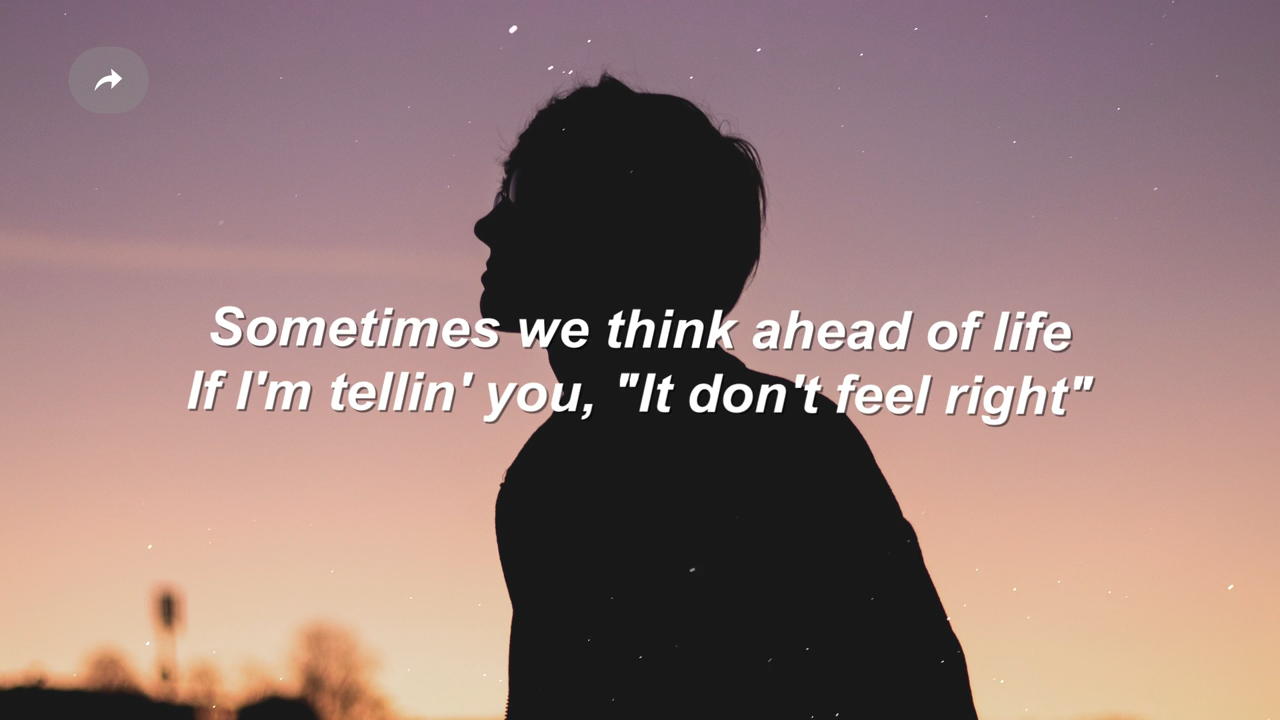 Sometimes we think ahead of life
If I'm tellin' you, "It don't feel right"